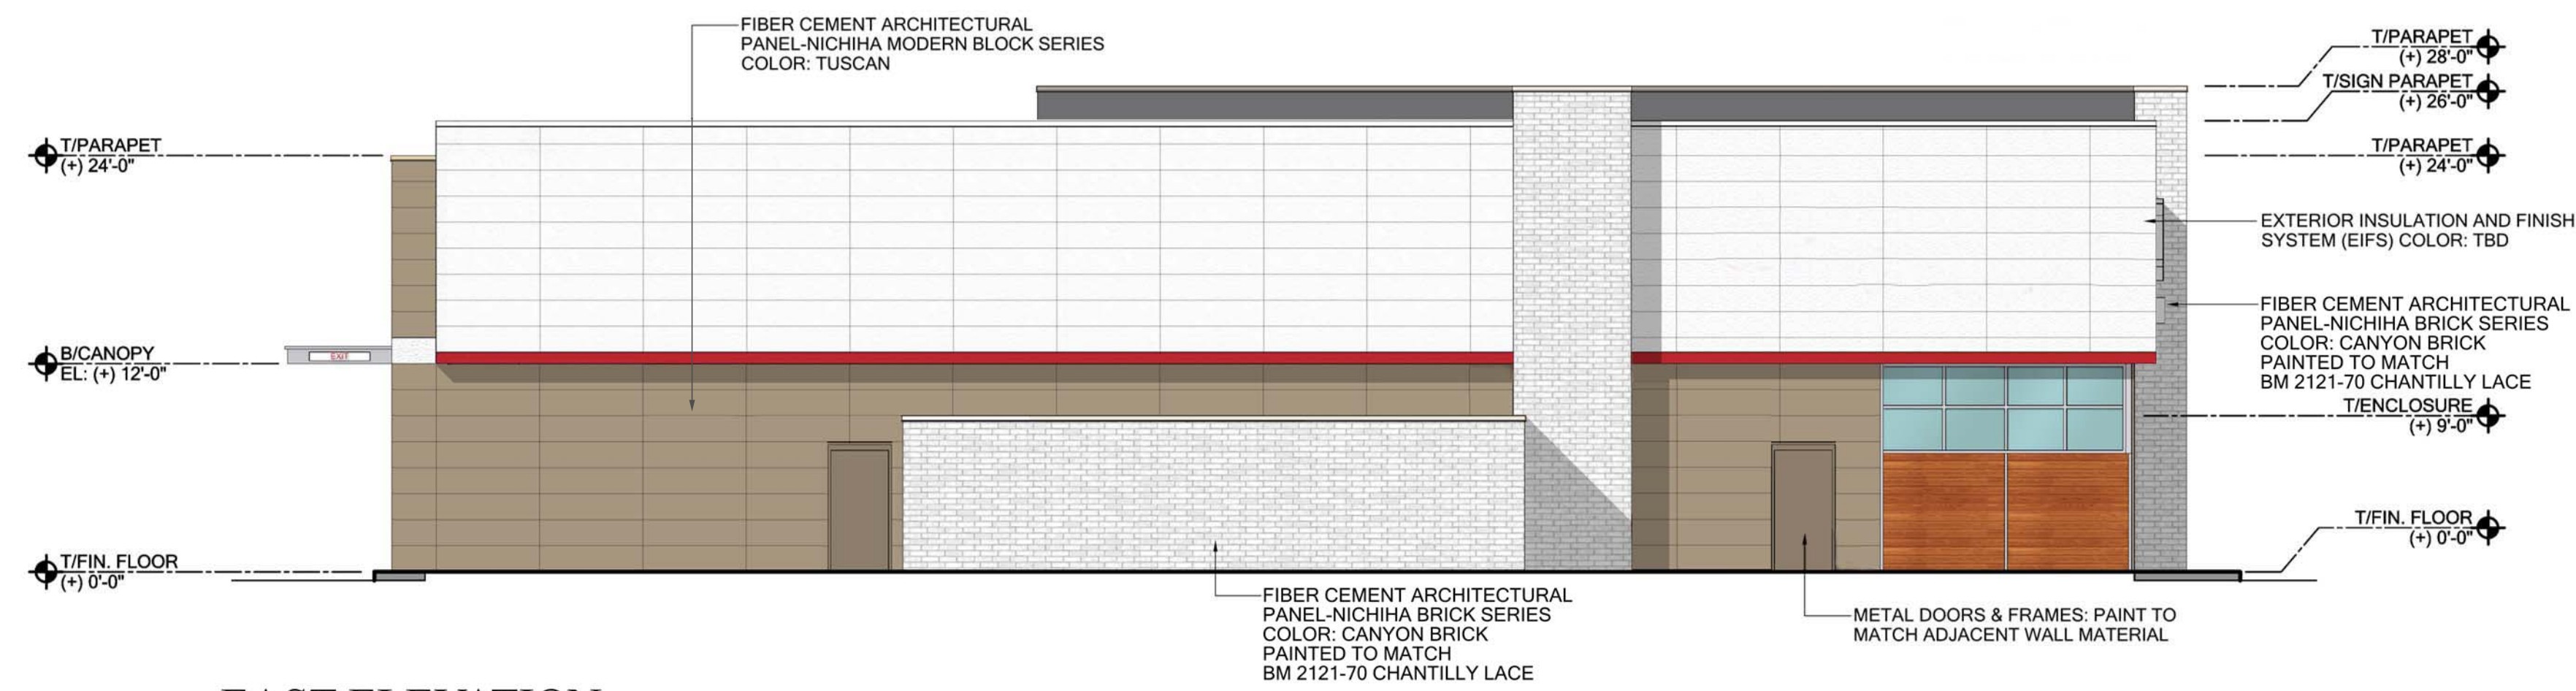 FIBER CEMENT ARCHITECTURAL
PANEL-NICHIHA MODERN BLOCK SERIES
COLOR: TUSCAN
T/PARAPET
(+) 28'-0"
T/SIGN PARAPET
(+) 26'-0"
T/PARAPET
(+) 24'-0"
T/PARAPET
(+) 24'-0"
EXTERIOR INSULATION AND FINISH
SYSTEM (EIFS) COLOR: TBD
FIBER CEMENT ARCHITECTURAL
PANEL-NICHIHA BRICK SERIES
COLOR: CANYON BRICK
PAINTED TO MATCH
BM 2121-70 CHANTILLY LACE
B/CANOPY
EL: (+) 12'-0"
EXIT
T/ENCLOSURE
(+) 9'-0"
T/FIN. FLOOR
(+) 0'-0"
T/FIN. FLOOR
(+) 0'-0"
FIBER CEMENT ARCHITECTURAL
PANEL-NICHIHA BRICK SERIES
COLOR: CANYON BRICK
PAINTED TO MATCH
BM 2121-70 CHANTILLY LACE
METAL DOORS & FRAMES: PAINT TO
MATCH ADJACENT WALL MATERIAL
EAST ELEVATION